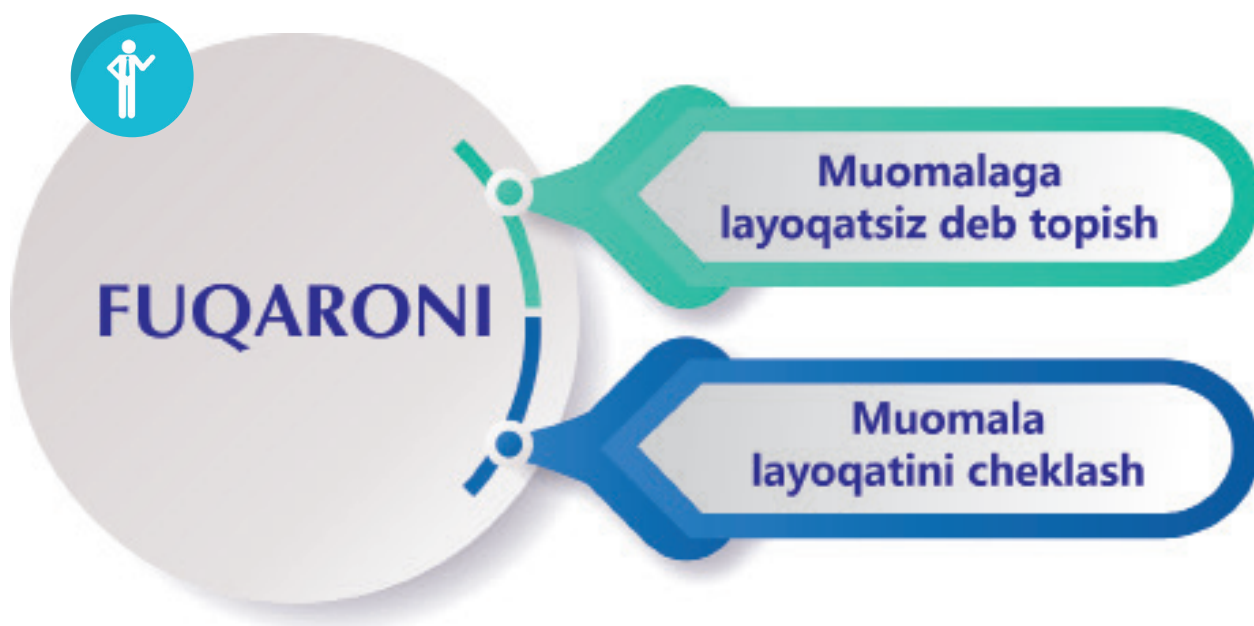 FUQARONI
Muomalaga
layoqatsiz deb topish
Muomala
layoqatini cheklash